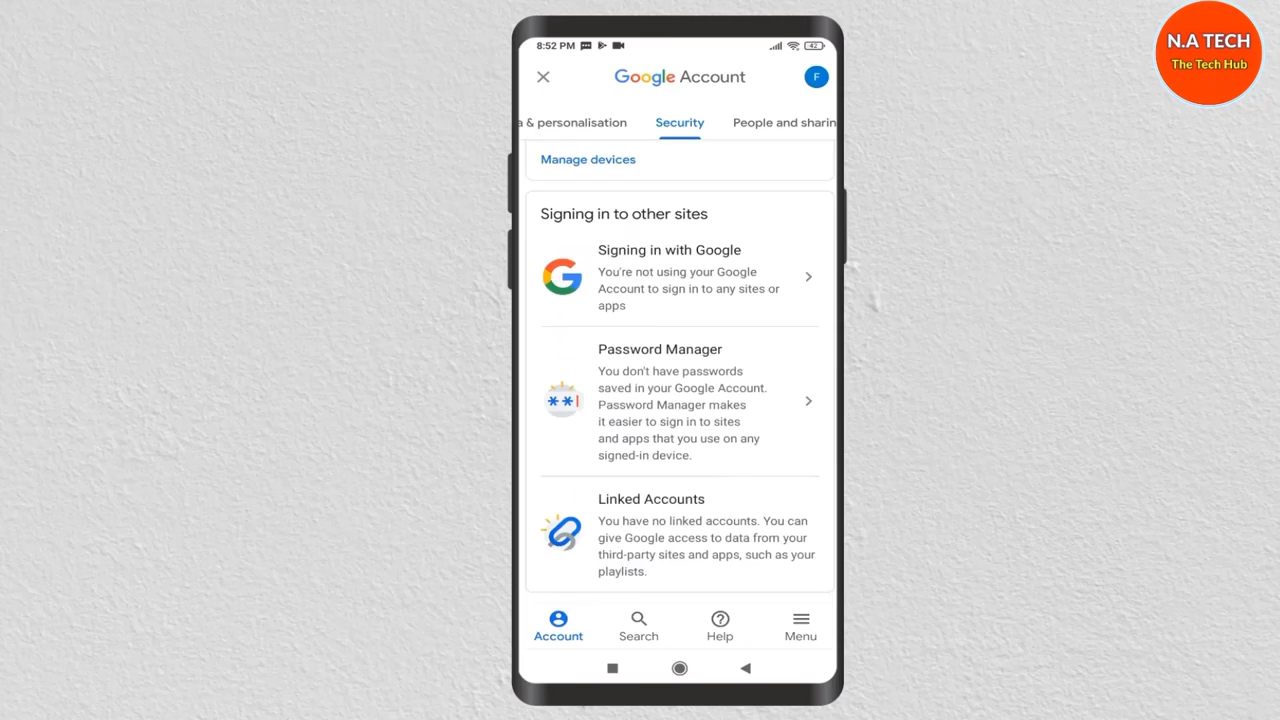 N.A TECH
The Tech Hub
8:52 PM
42
Google Account
F
a & personalisation Security People and sharin
Manage devices
Signing in to other sites
Signing in with Google
You're not using your Google
Account to sign in to any sites or
apps
Password Manager
You don't have passwords
saved in your Google Account.
Password Manager makes
it easier to sign in to sites
and apps that you use on any
signed-in device.
Linked Accounts
You have no linked accounts. You can
give Google access to data from your
third-party sites and apps, such as your
playlists.
Account Search Help Menu